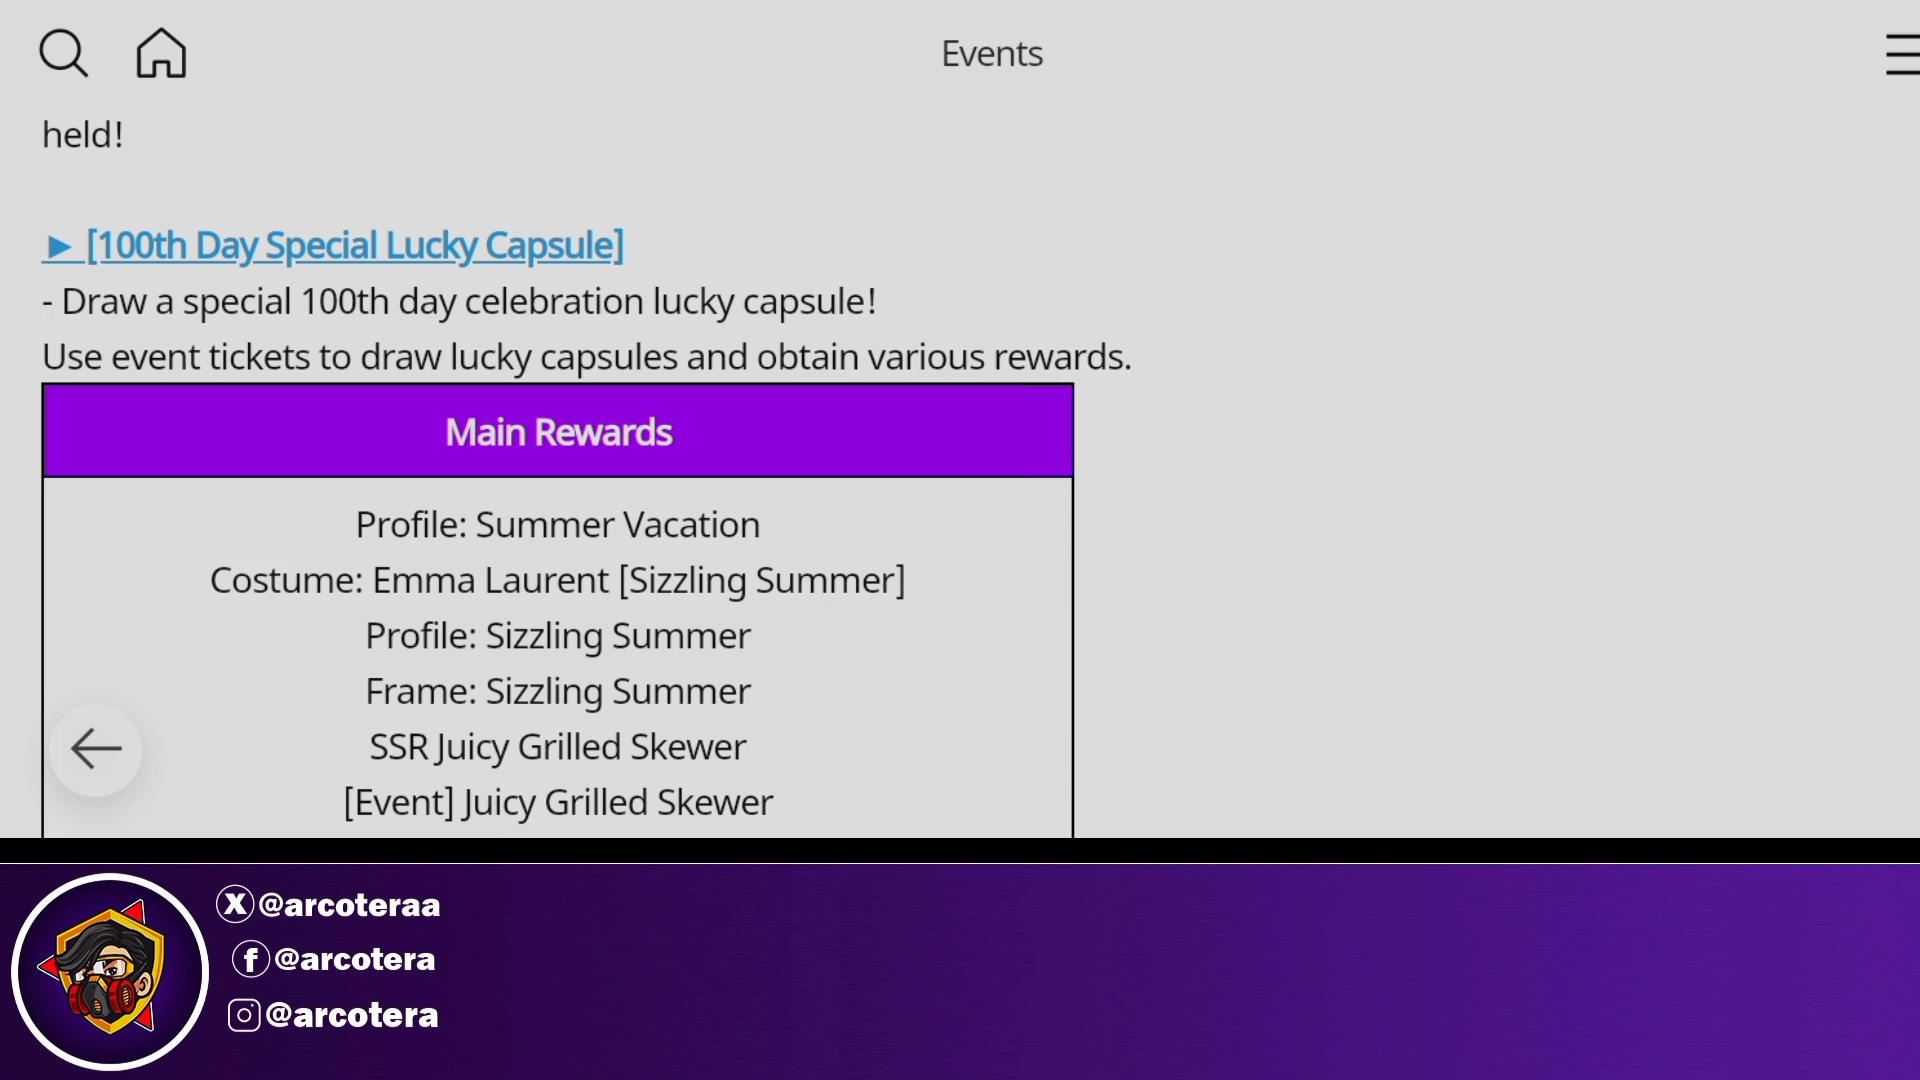 Events
held!
► [100th Day Special Lucky Capsule]
- Draw a special 100th day celebration lucky capsule!
Use event tickets to draw lucky capsules and obtain various rewards.
Main Rewards
Profile: Summer Vacation
Costume: Emma Laurent [Sizzling Summer]
Profile: Sizzling Summer
Frame: Sizzling Summer
SSR Juicy Grilled Skewer
[Event] Juicy Grilled Skewer
@arcoteraa
@arcotera
@arcotera